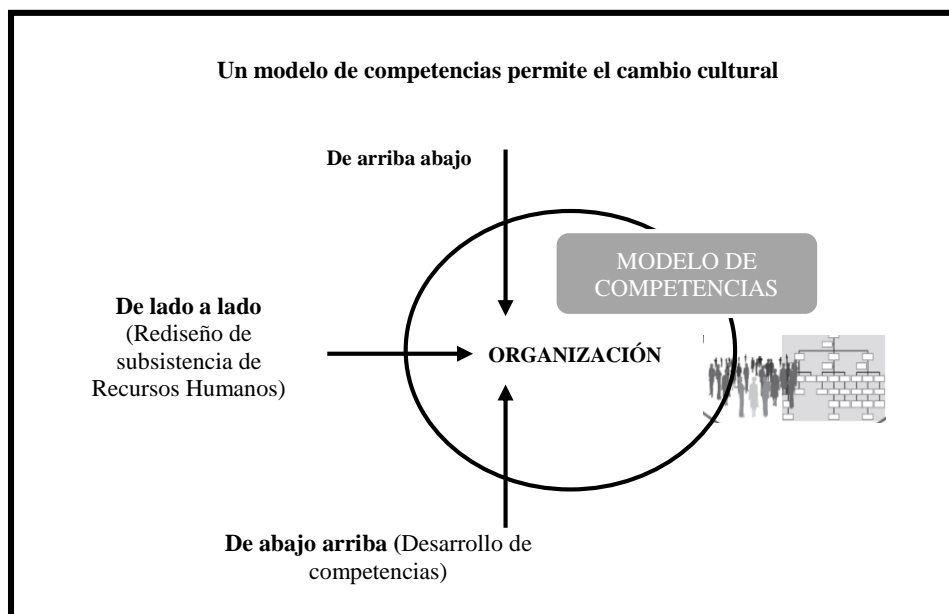 Un modelo de competencias permite el cambio cultural
De arriba abajo
MODELO DE
COMPETENCIAS
De lado a lado
(Rediseño de
subsistencia de
Recursos Humanos)
ORGANIZACIÓN
De abajo arriba (Desarrollo de
competencias)